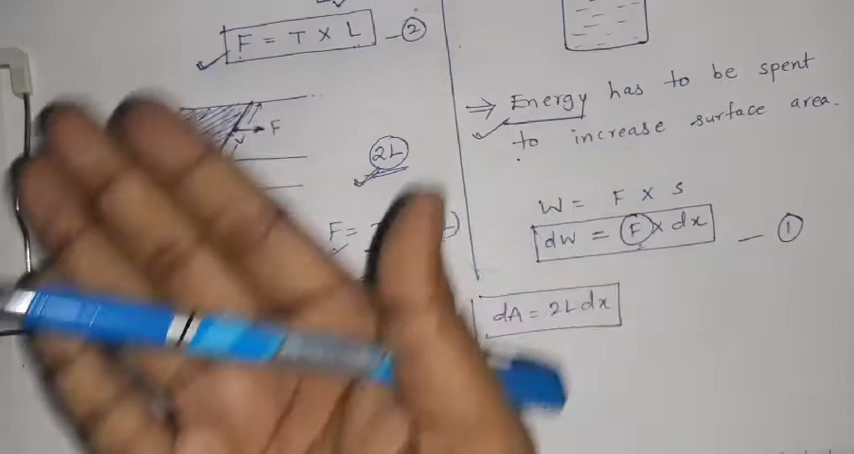 F = T × L — ②
F
2L
F =
⇒ Energy has to be spent
to increase surface area.
W = F × S
dW = F × dx — ①
dA = 2L dx